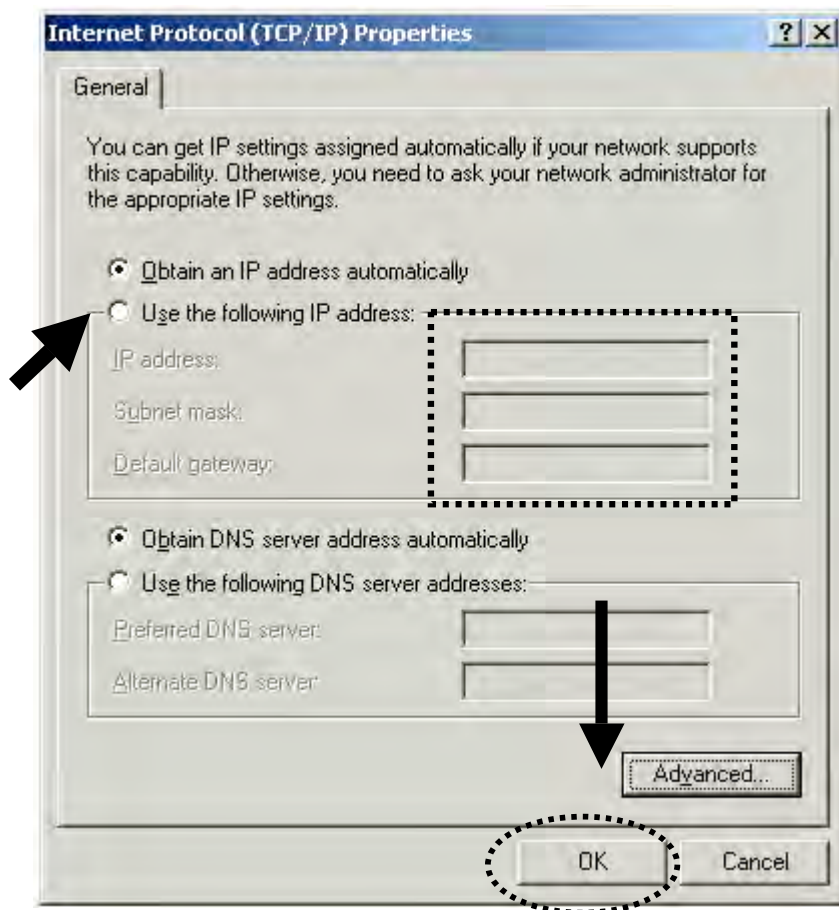 Internet Protocol (TCP/IP) Properties
General
You can get IP settings assigned automatically if your network supports
this capability. Otherwise, you need to ask your network administrator for
the appropriate IP settings.
Obtain an IP address automatically
Use the following IP address:
IP address:
Subnet mask:
Default gateway:
Obtain DNS server address automatically
Use the following DNS server addresses:
Preferred DNS server:
Alternate DNS server:
Advanced...
OK
Cancel